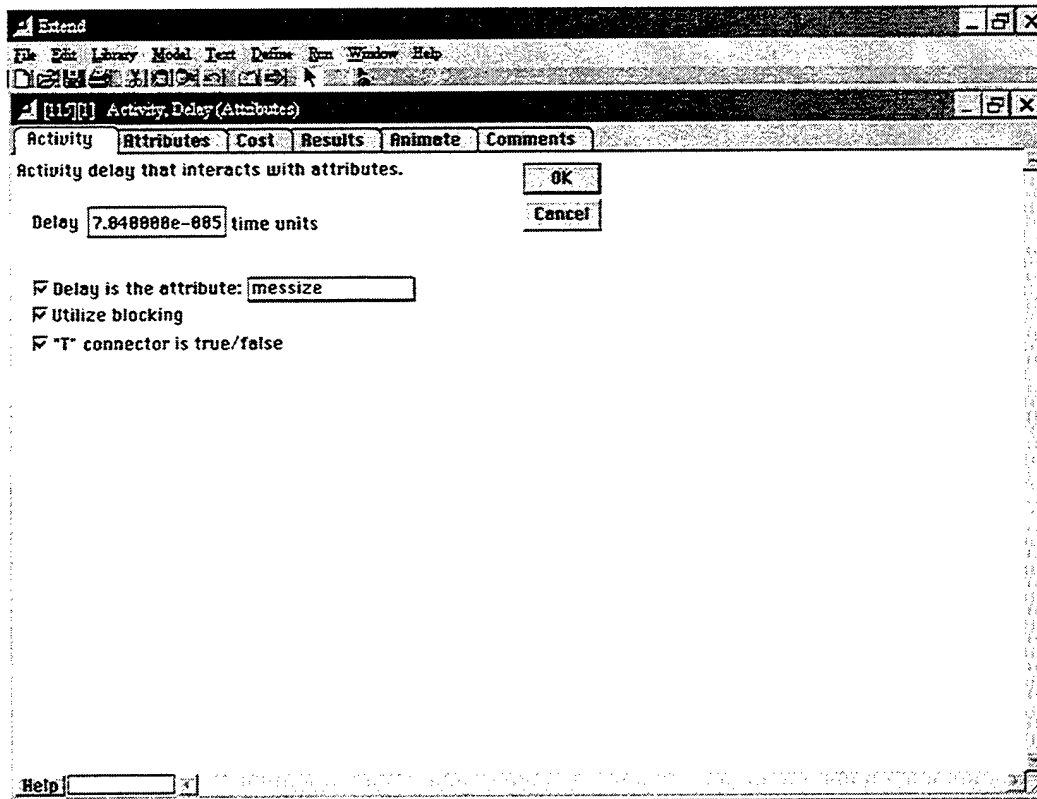 Extend
File Edit Library Model Text Define Run Window Help
[115][1] Activity, Delay (Attributes)
Activity Attributes Cost Results Animate Comments
Activity delay that interacts with attributes.
OK
Cancel
Delay 7.040000e-005 time units
Delay is the attribute: messize
Utilize blocking
"T" connector is true/false
Help